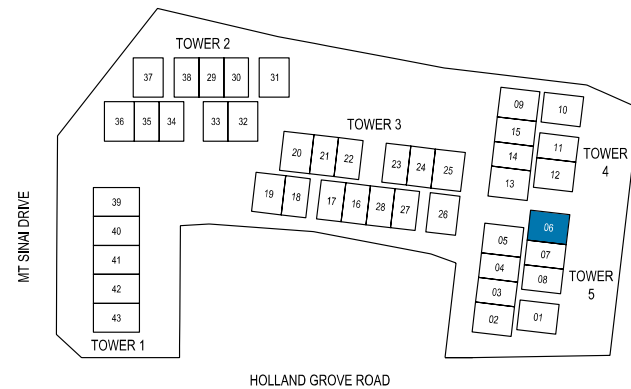 TOWER 2
37 38 29 30 31
36 35 34 33 32
TOWER 3
20 21 22 23 24 25
19 18 17 16 28 27 26
09 10
15 11
14 12
13
TOWER
4
06
05 07
04 08
03
02 01
TOWER
5
39
40
41
42
43
TOWER 1
MT SINAI DRIVE
HOLLAND GROVE ROAD